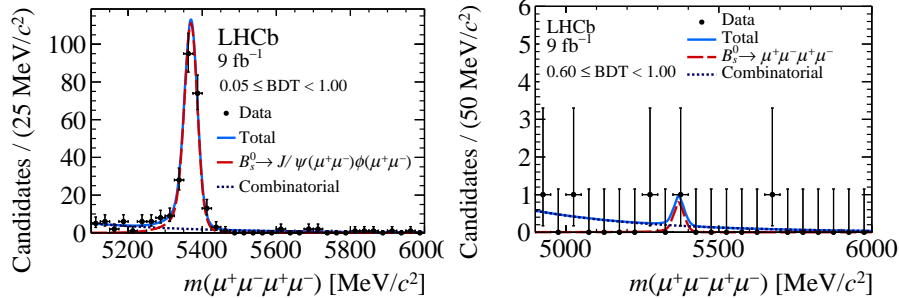 Candidates / (25 MeV/c²)
100
80
60
40
20
0
LHCb
9 fb⁻¹
0.05 ≤ BDT < 1.00
Data
Total
B⁰ₛ→ J/ψ(μ⁺μ⁻)ϕ(μ⁺μ⁻)
Combinatorial
5200 5400 5600 5800 6000
m(μ⁺μ⁻μ⁺μ⁻) [MeV/c²]
Candidates / (50 MeV/c²)
6
5
4
3
2
1
0
LHCb
9 fb⁻¹
0.60 ≤ BDT < 1.00
Data
Total
B⁰ₛ→ μ⁺μ⁻μ⁺μ⁻
Combinatorial
5000 5500 6000
m(μ⁺μ⁻μ⁺μ⁻) [MeV/c²]